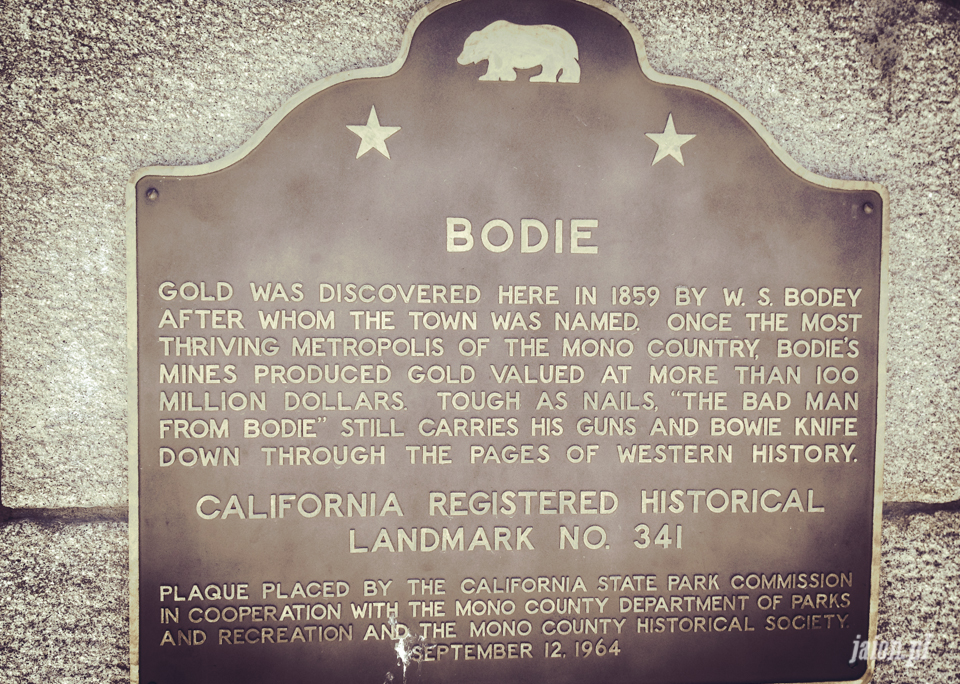 BODIE
GOLD WAS DISCOVERED HERE IN 1859 BY W. S. BODEY
AFTER WHOM THE TOWN WAS NAMED. ONCE THE MOST
THRIVING METROPOLIS OF THE MONO COUNTRY, BODIE'S
MINES PRODUCED GOLD VALUED AT MORE THAN 100
MILLION DOLLARS. TOUGH AS NAILS, "THE BAD MAN
FROM BODIE" STILL CARRIES HIS GUNS AND BOWIE KNIFE
DOWN THROUGH THE PAGES OF WESTERN HISTORY.
CALIFORNIA REGISTERED HISTORICAL
LANDMARK NO. 341
PLAQUE PLACED BY THE CALIFORNIA STATE PARK COMMISSION
IN COOPERATION WITH THE MONO COUNTY DEPARTMENT OF PARKS
AND RECREATION AND THE MONO COUNTY HISTORICAL SOCIETY.
SEPTEMBER 12, 1964
jalon.pl